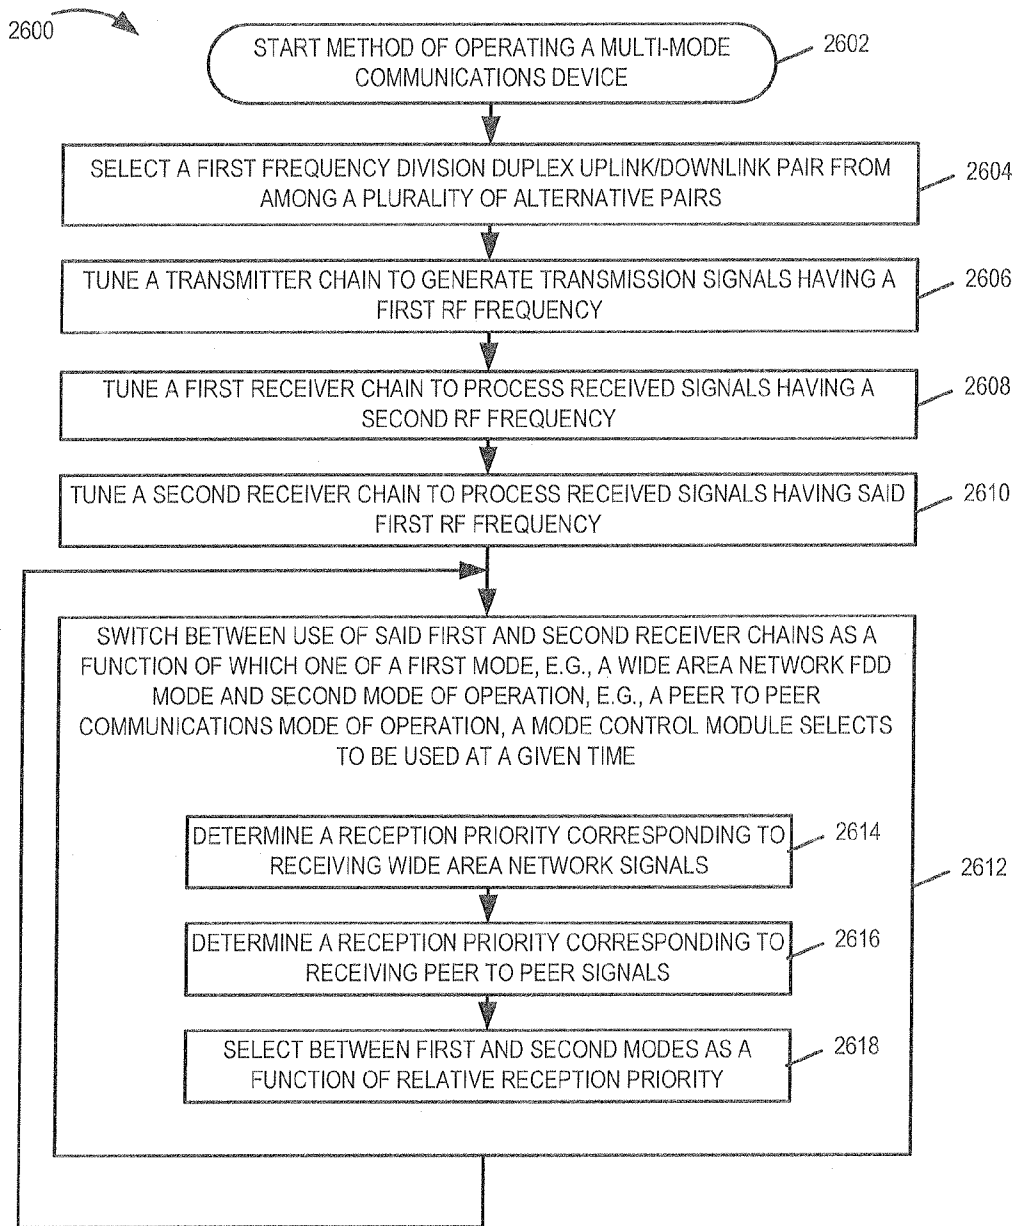 2600
START METHOD OF OPERATING A MULTI-MODE
COMMUNICATIONS DEVICE
2602
SELECT A FIRST FREQUENCY DIVISION DUPLEX UPLINK/DOWNLINK PAIR FROM
AMONG A PLURALITY OF ALTERNATIVE PAIRS
2604
TUNE A TRANSMITTER CHAIN TO GENERATE TRANSMISSION SIGNALS HAVING A
FIRST RF FREQUENCY
2606
TUNE A FIRST RECEIVER CHAIN TO PROCESS RECEIVED SIGNALS HAVING A
SECOND RF FREQUENCY
2608
TUNE A SECOND RECEIVER CHAIN TO PROCESS RECEIVED SIGNALS HAVING SAID
FIRST RF FREQUENCY
2610
SWITCH BETWEEN USE OF SAID FIRST AND SECOND RECEIVER CHAINS AS A
FUNCTION OF WHICH ONE OF A FIRST MODE, E.G., A WIDE AREA NETWORK FDD
MODE AND SECOND MODE OF OPERATION, E.G., A PEER TO PEER
COMMUNICATIONS MODE OF OPERATION, A MODE CONTROL MODULE SELECTS
TO BE USED AT A GIVEN TIME
DETERMINE A RECEPTION PRIORITY CORRESPONDING TO
RECEIVING WIDE AREA NETWORK SIGNALS
2614
2612
DETERMINE A RECEPTION PRIORITY CORRESPONDING TO
RECEIVING PEER TO PEER SIGNALS
2616
SELECT BETWEEN FIRST AND SECOND MODES AS A
FUNCTION OF RELATIVE RECEPTION PRIORITY
2618